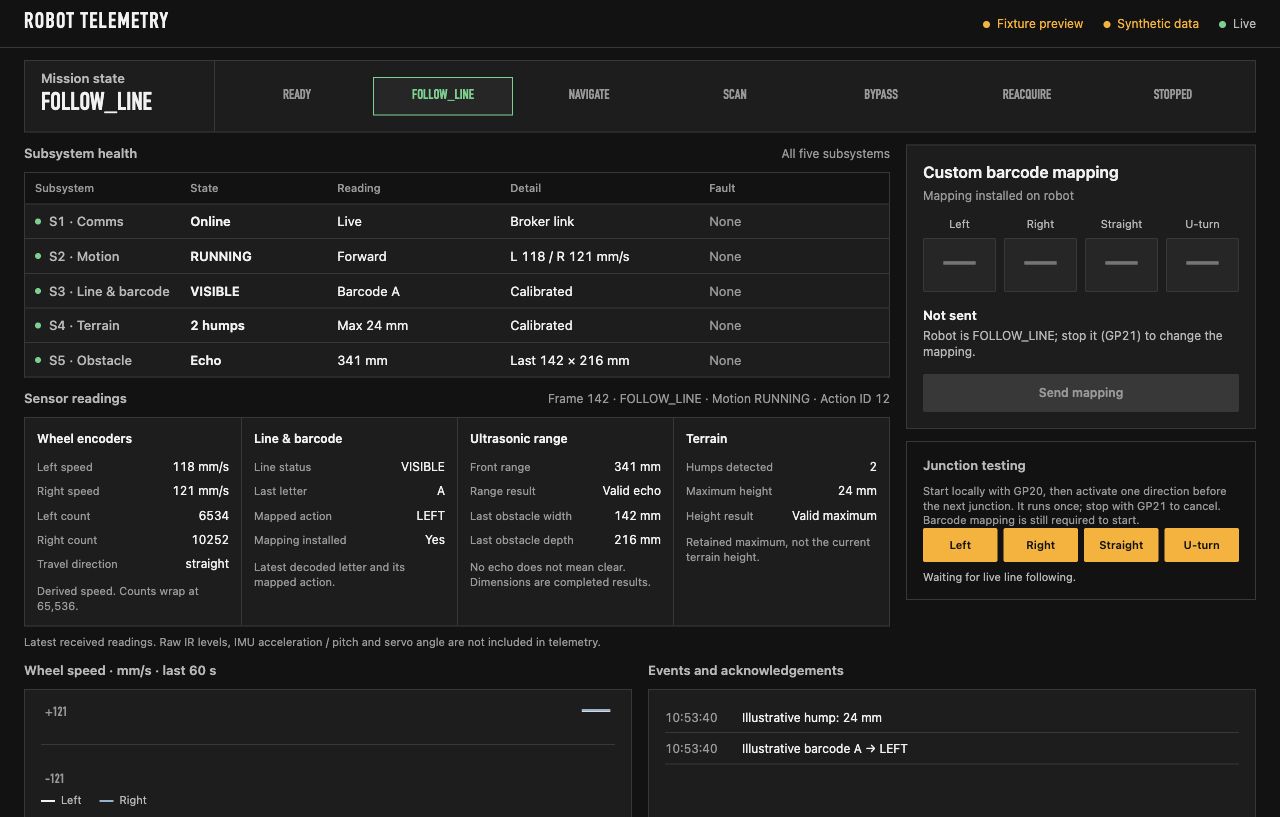 ROBOT TELEMETRY
Fixture preview Synthetic data Live
Mission state
FOLLOW_LINE
READY FOLLOW_LINE NAVIGATE SCAN BYPASS REACQUIRE STOPPED
Subsystem health All five subsystems
Subsystem State Reading Detail Fault
S1 · Comms Online Live Broker link None
S2 · Motion RUNNING Forward L 118 / R 121 mm/s None
S3 · Line & barcode VISIBLE Barcode A Calibrated None
S4 · Terrain 2 humps Max 24 mm Calibrated None
S5 · Obstacle Echo 341 mm Last 142 × 216 mm None
Sensor readings Frame 142 · FOLLOW_LINE · Motion RUNNING · Action ID 12
Wheel encoders
Left speed 118 mm/s
Right speed 121 mm/s
Left count 6534
Right count 10252
Travel direction straight
Derived speed. Counts wrap at
65,536.
Line & barcode
Line status VISIBLE
Last letter A
Mapped action LEFT
Mapping installed Yes
Latest decoded letter and its
mapped action.
Ultrasonic range
Front range 341 mm
Range result Valid echo
Last obstacle width 142 mm
Last obstacle depth 216 mm
No echo does not mean clear.
Dimensions are completed results.
Terrain
Humps detected 2
Maximum height 24 mm
Height result Valid maximum
Retained maximum, not the current
terrain height.
Latest received readings. Raw IR levels, IMU acceleration / pitch and servo angle are not included in telemetry.
Custom barcode mapping
Mapping installed on robot
Left Right Straight U-turn
Not sent
Robot is FOLLOW_LINE; stop it (GP21) to change the
mapping.
Send mapping
Junction testing
Start locally with GP20, then activate one direction before
the next junction. It runs once; stop with GP21 to cancel.
Barcode mapping is still required to start.
Left Right Straight U-turn
Waiting for live line following.
Wheel speed · mm/s · last 60 s
+121
-121
Left Right
Events and acknowledgements
10:53:40 Illustrative hump: 24 mm
10:53:40 Illustrative barcode A → LEFT